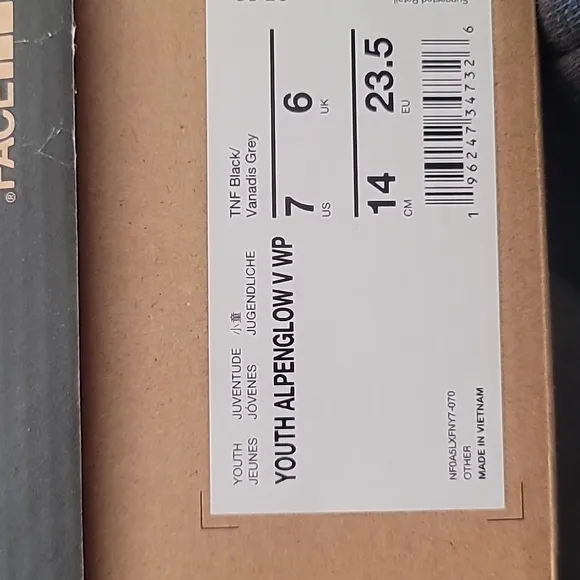 FACE
®
YOUTH JUVENTUDE 小童
JEUNES JÓVENES JUGENDLICHE
TNF Black/
Vanadis Grey
YOUTH ALPENGLOW V WP
7 6
US UK
14 23.5
CM EU
NF0A5LXFNY7-070
OTHER
MADE IN VIETNAM
1 96247 34732 6